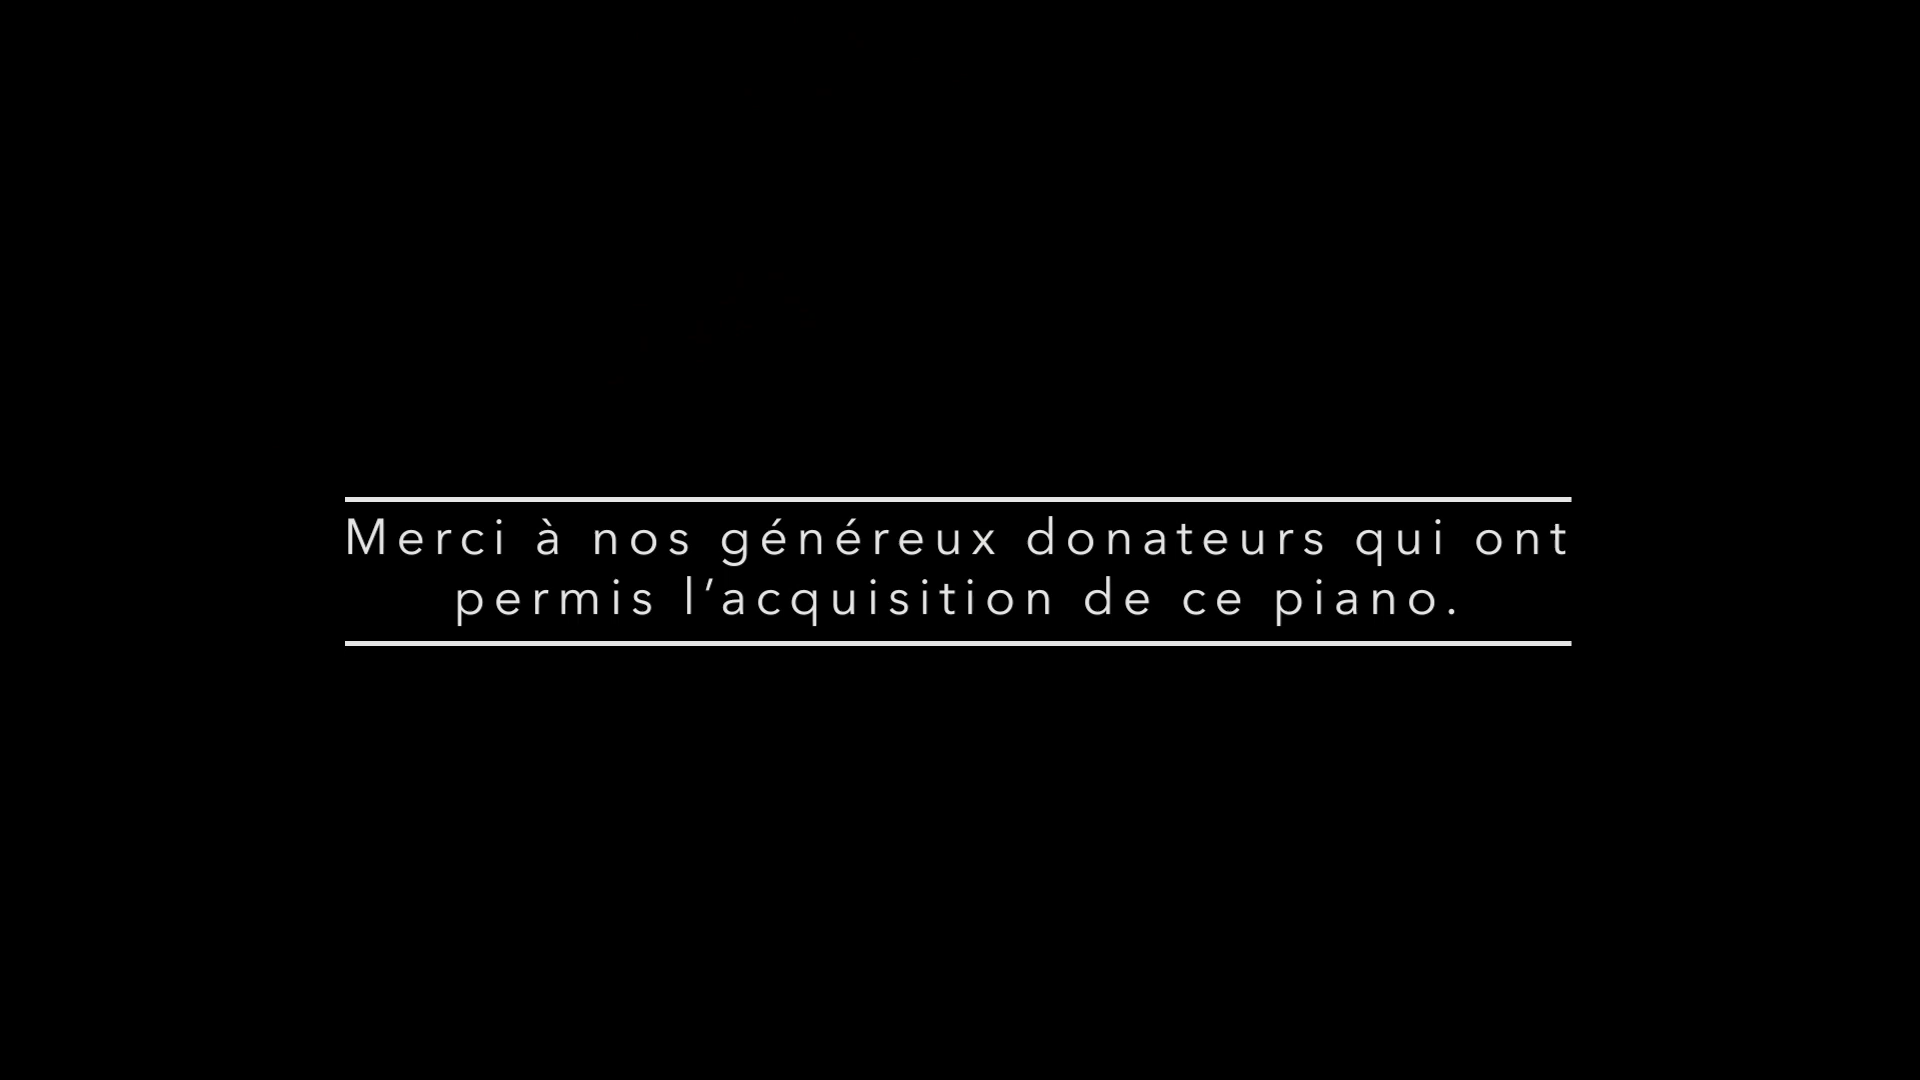 Merci à nos généreux donateurs qui ont
permis l’acquisition de ce piano.